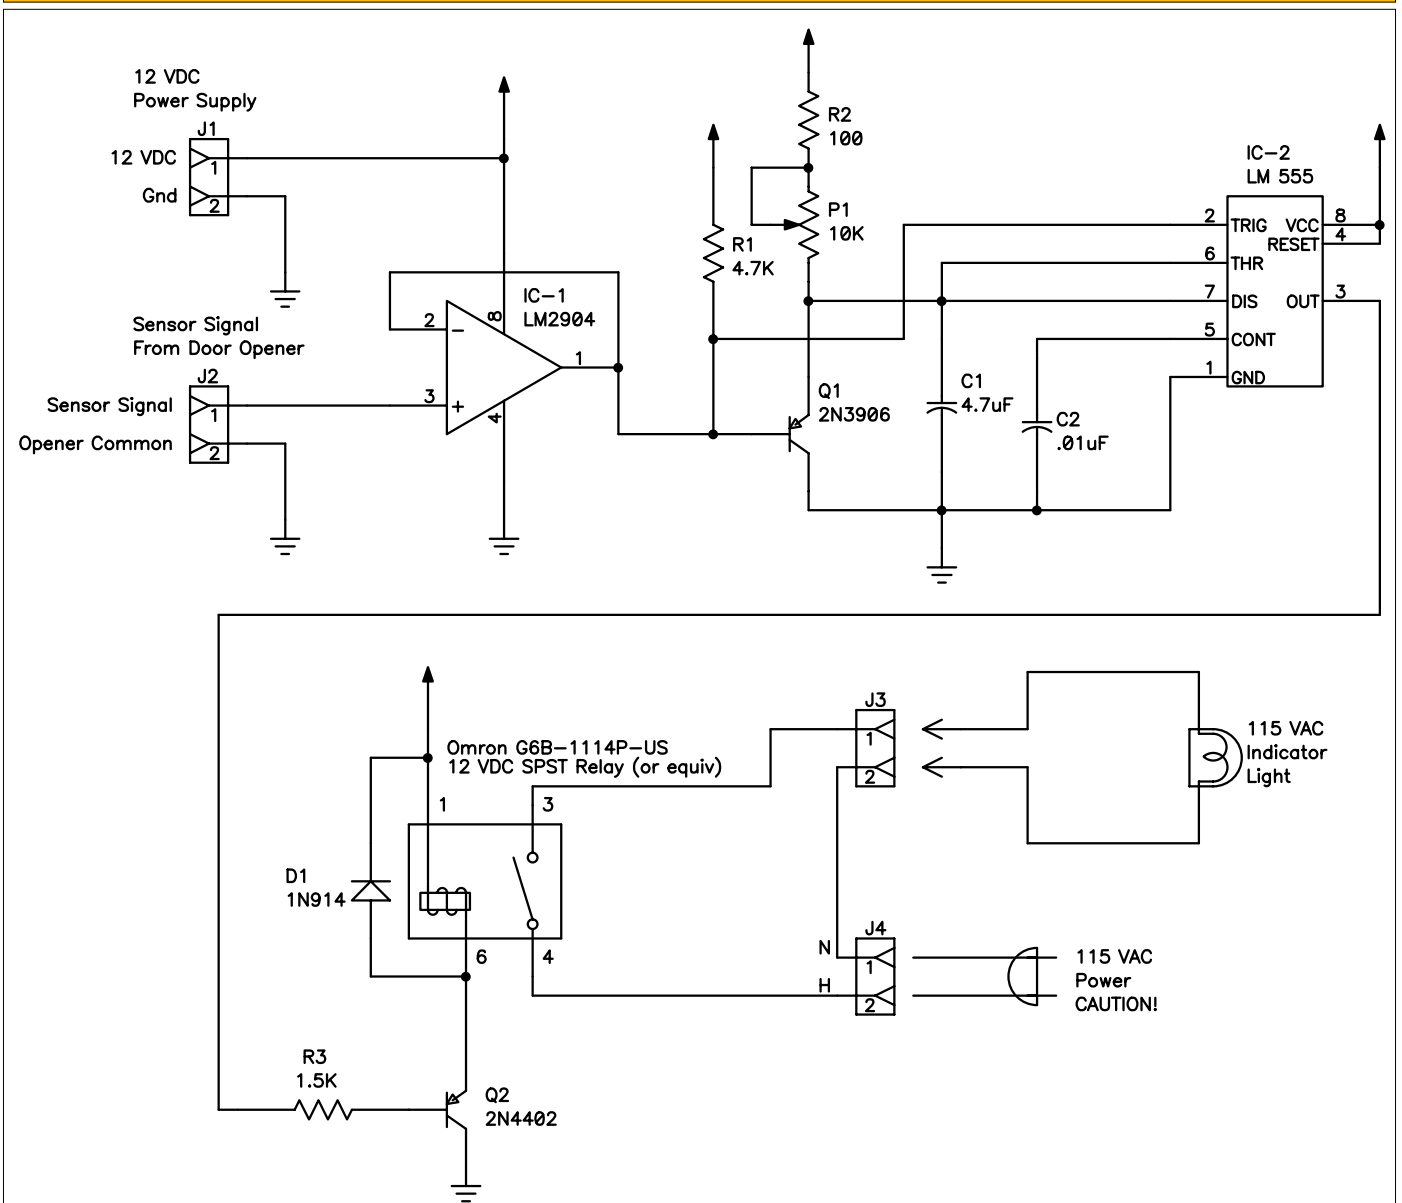 12 VDC
Power Supply
J1
12 VDC
1
Gnd
2
Sensor Signal
From Door Opener
J2
Sensor Signal
1
Opener Common
2
IC-1
LM2904
2
-
8
1
3
+
4
R1
4.7K
R2
100
P1
10K
Q1
2N3906
C1
4.7uF
C2
.01uF
IC-2
LM 555
2
TRIG
VCC
8
RESET
4
6
THR
7
DIS
OUT
3
5
CONT
1
GND
Omron G6B-1114P-US
12 VDC SPST Relay (or equiv)
1
3
D1
1N914
6
4
J3
1
2
115 VAC
Indicator
Light
J4
N
1
H
2
115 VAC
Power
CAUTION!
R3
1.5K
Q2
2N4402